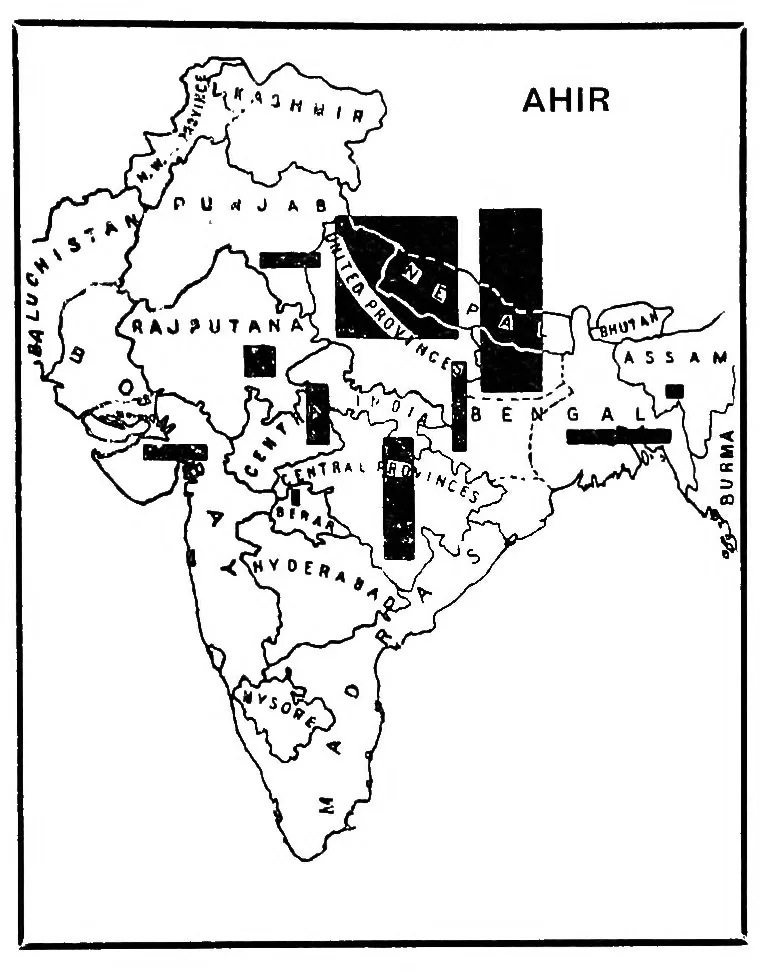 AHIR
KASHMIR
N.W. PROVINCE
PUNJAB
BALUCHISTAN
UNITED PROVINCES
NEPAL
BHUTAN
RAJPUTANA
ASSAM
BENGAL
CENTRAL INDIA
BOMBAY
CENTRAL PROVINCES
BERAR
BURMA
HYDERABAD
MADRAS
MYSORE